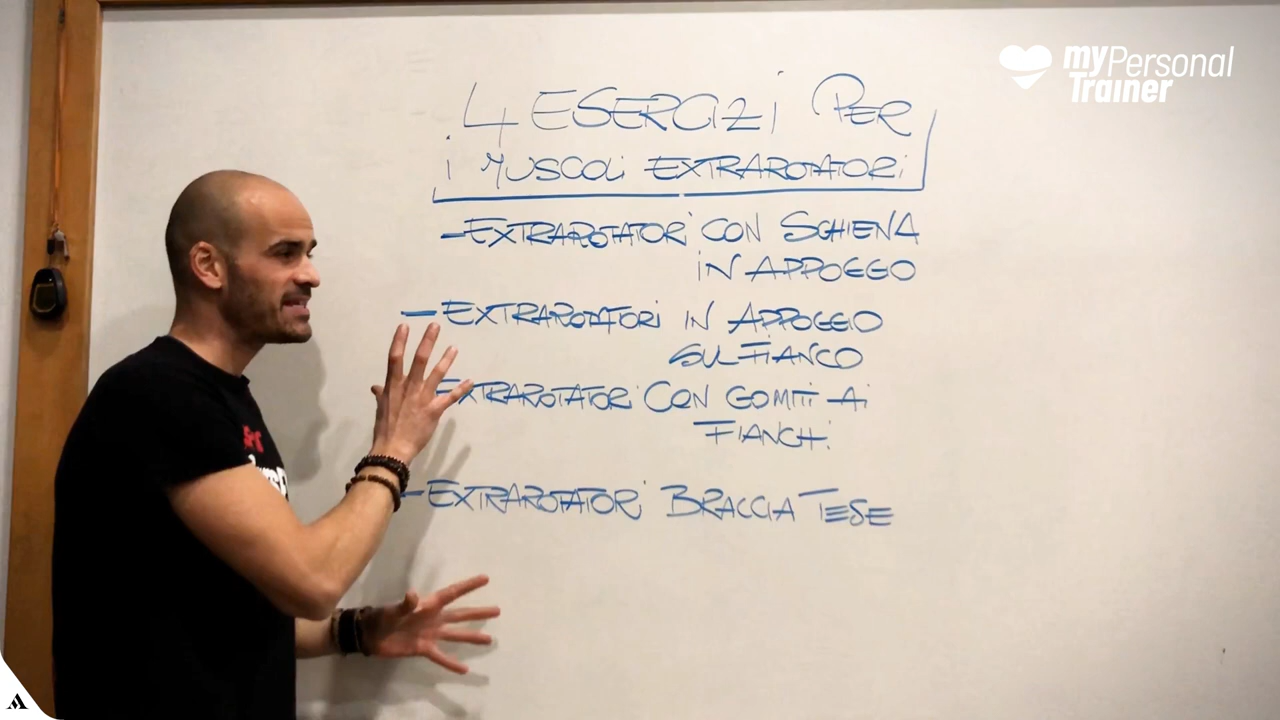 myPersonal
Trainer
4 ESERCIZI PER
i MUSCOLI EXTRAROTATORI
-EXTRAROTATORI CON SCHIENA
IN APPOGGIO
-EXTRAROTATORI IN APPOGGIO
SUL FIANCO
EXTRAROTATORI CON GOMITI AI
FIANCHI
-EXTRAROTATORI BRACCIA TESE